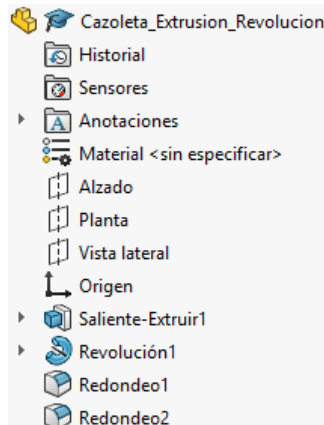 Cazoleta_Extrusion_Revolucion
Historial
Sensores
A Anotaciones
Material <sin especificar>
Alzado
Planta
Vista lateral
Origen
Saliente-Extruir1
Revolución1
Redondeo1
Redondeo2